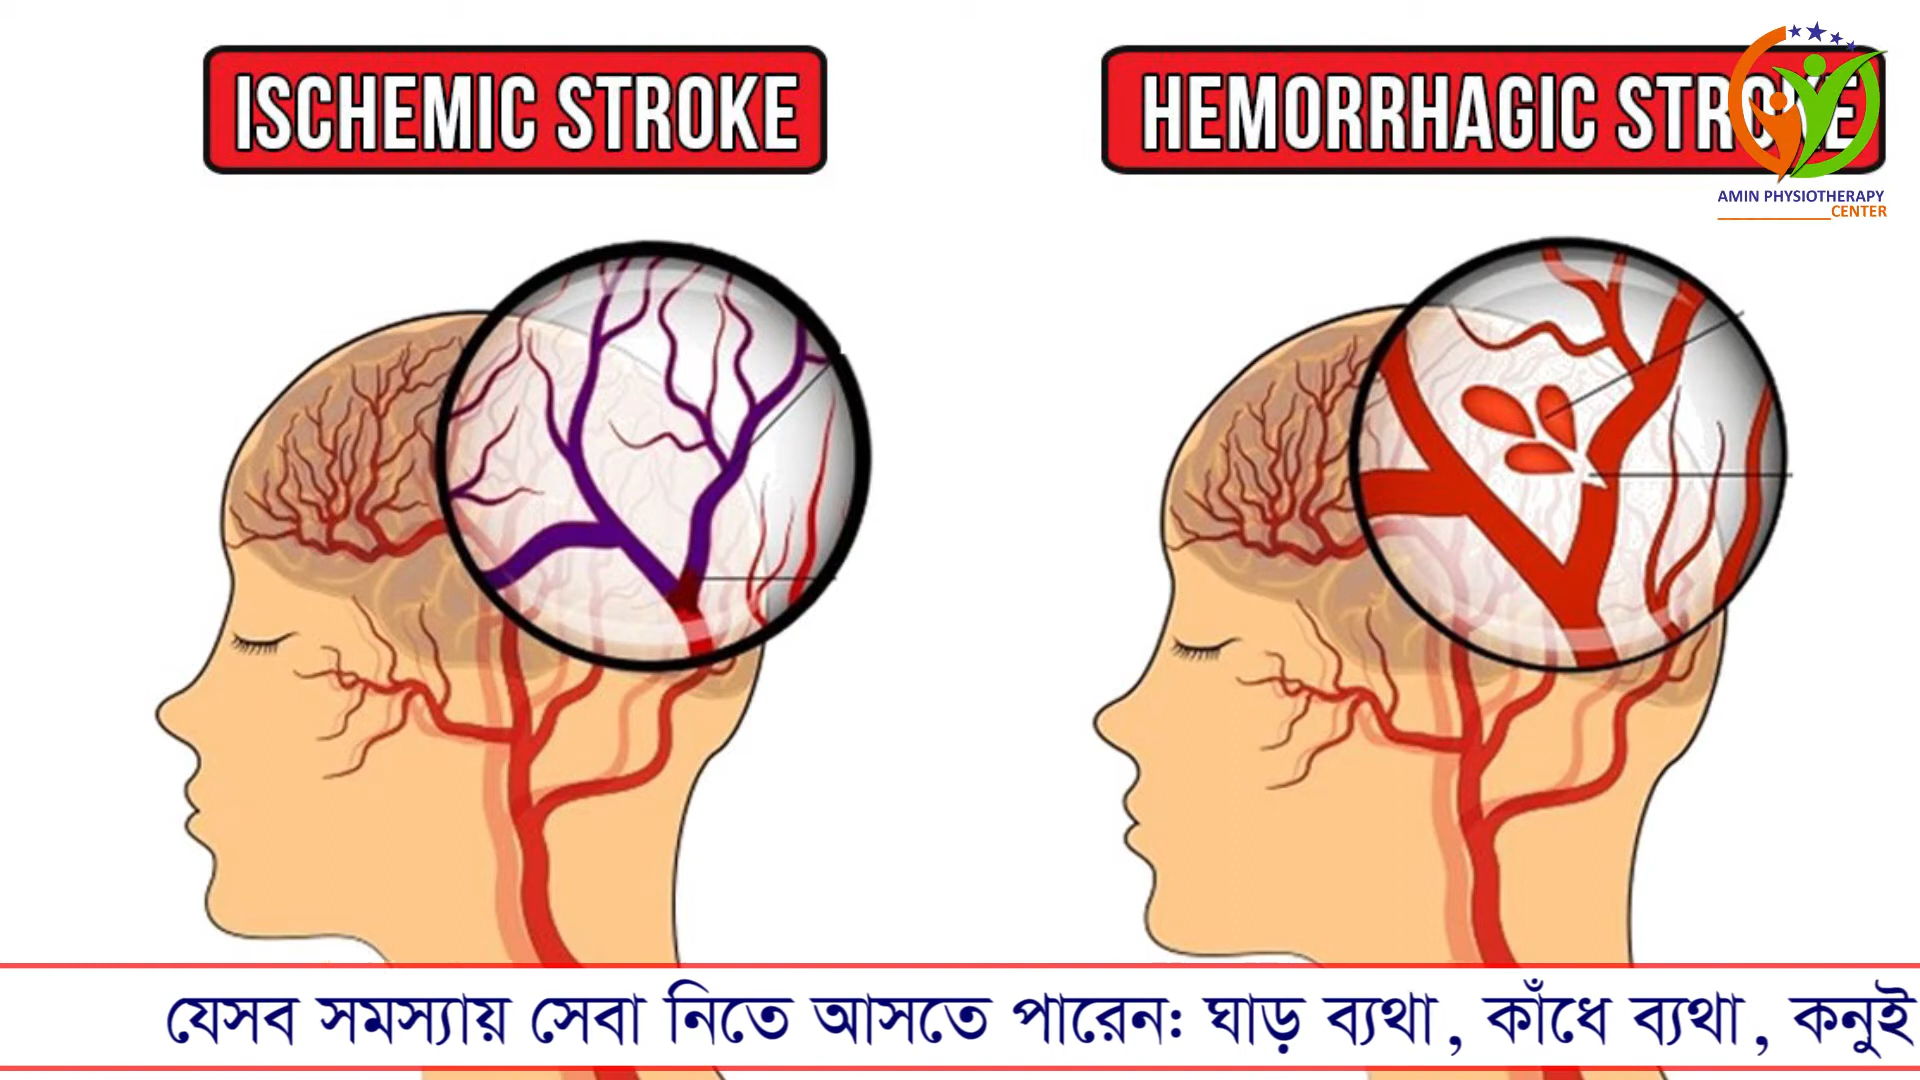 ISCHEMIC STROKE
HEMORRHAGIC STROKE
AMIN PHYSIOTHERAPY
CENTER
যেসব সমস্যায় সেবা নিতে আসতে পারেন: ঘাড় ব্যথা, কাঁধে ব্যথা, কনুই